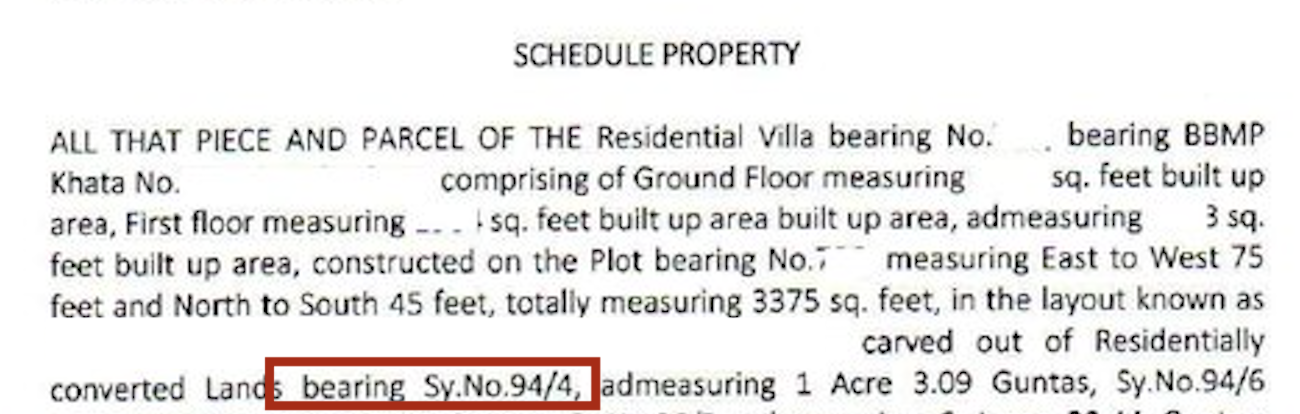 SCHEDULE PROPERTY
ALL THAT PIECE AND PARCEL OF THE Residential Villa bearing No. bearing BBMP
Khata No. comprising of Ground Floor measuring sq. feet built up
area, First floor measuring sq. feet built up area built up area, admeasuring 3 sq.
feet built up area, constructed on the Plot bearing No. measuring East to West 75
feet and North to South 45 feet, totally measuring 3375 sq. feet, in the layout known as
carved out of Residentially
converted Lands bearing Sy.No.94/4, admeasuring 1 Acre 3.09 Guntas, Sy.No.94/6